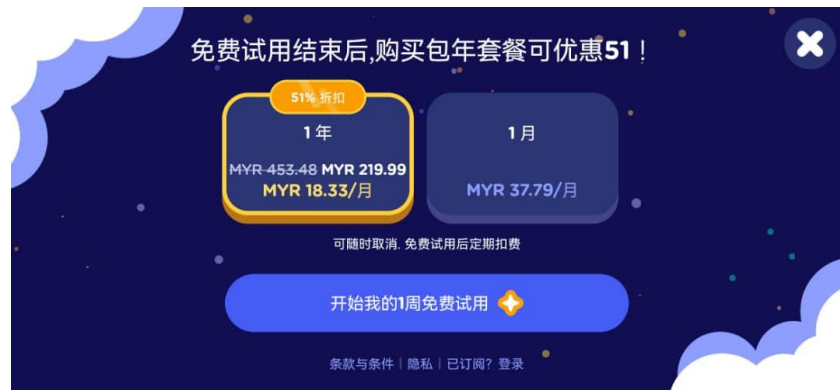 免费试用结束后,购买包年套餐可优惠51！
51% 折扣
1 年
MYR 453.48 MYR 219.99
MYR 18.33/月
1 月
MYR 37.79/月
可随时取消. 免费试用后定期扣费
开始我的1周免费试用
条款与条件 | 隐私 | 已订阅? 登录